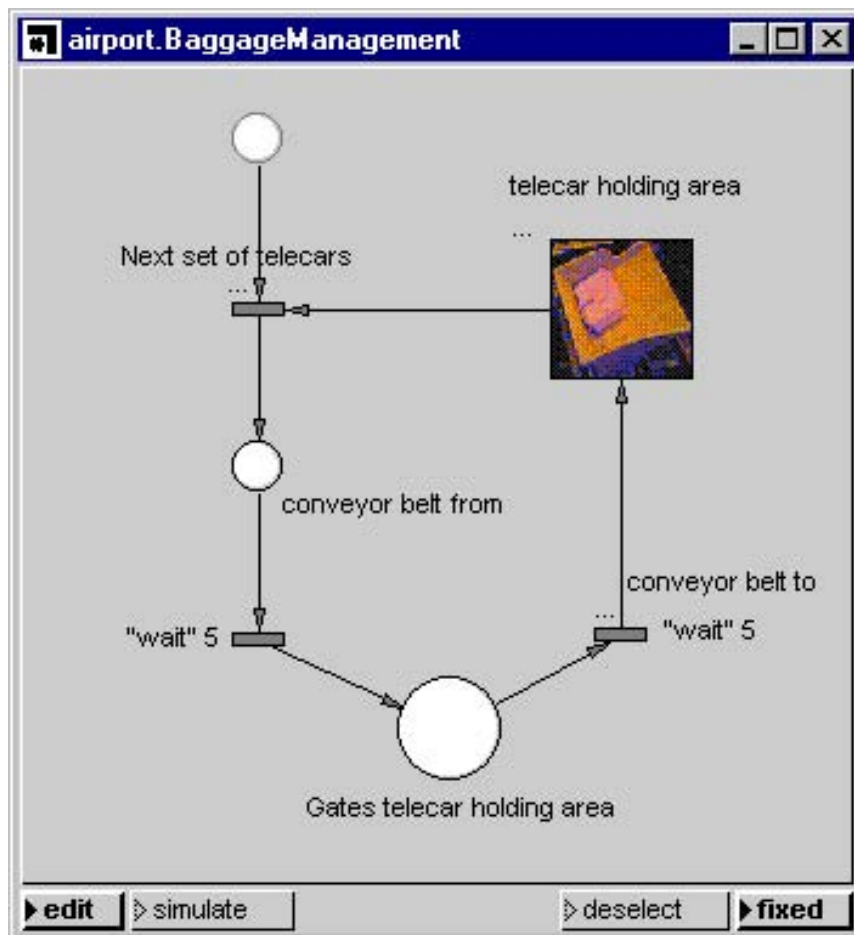 airport.BaggageManagement
telecar holding area
...
Next set of telecars
...
conveyor belt from
conveyor belt to
...
"wait" 5
"wait" 5
Gates telecar holding area
edit
simulate
deselect
fixed